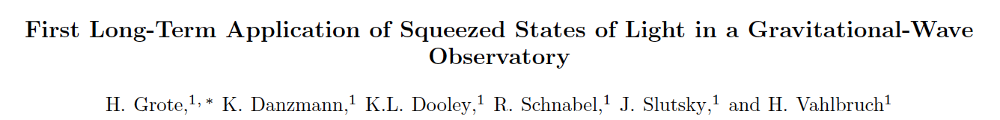 First Long-Term Application of Squeezed States of Light in a Gravitational-Wave
Observatory
H. Grote,1, * K. Danzmann,1 K.L. Dooley,1 R. Schnabel,1 J. Slutsky,1 and H. Vahlbruch1